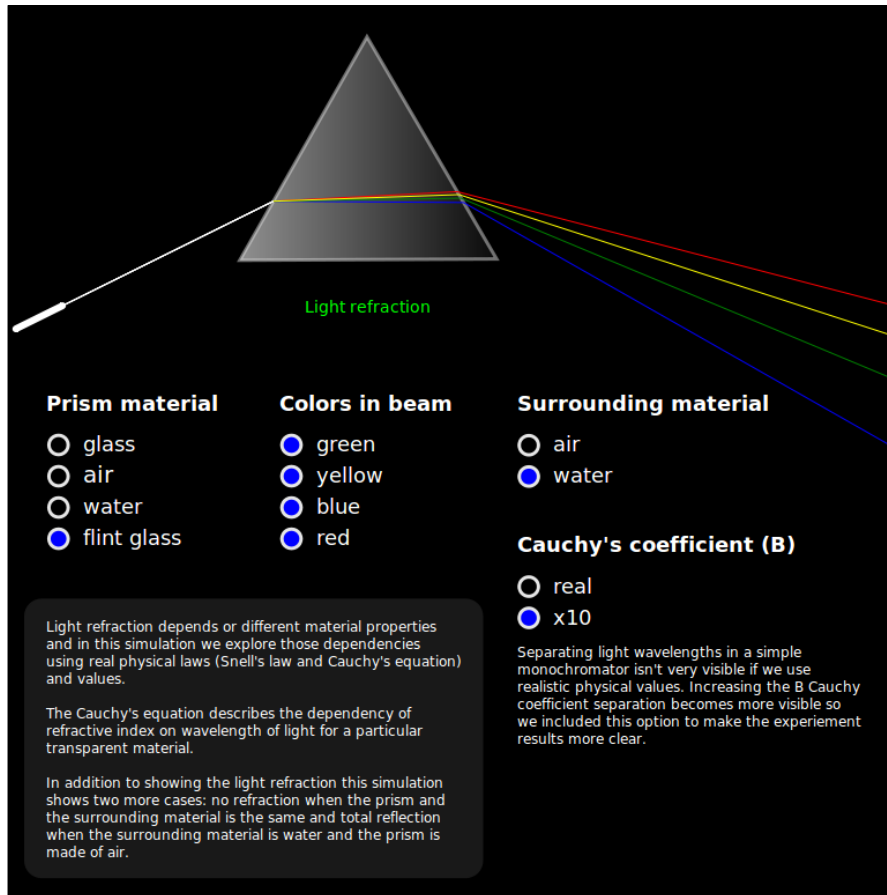 Light refraction
Prism material
glass
air
water
flint glass
Colors in beam
green
yellow
blue
red
Surrounding material
air
water
Cauchy's coefficient (B)
real
x10
Separating light wavelengths in a simple
monochromator isn't very visible if we use
realistic physical values. Increasing the B Cauchy
coefficient separation becomes more visible so
we included this option to make the experiement
results more clear.
Light refraction depends or different material properties
and in this simulation we explore those dependencies
using real physical laws (Snell's law and Cauchy's equation)
and values.
The Cauchy's equation describes the dependency of
refractive index on wavelength of light for a particular
transparent material.
In addition to showing the light refraction this simulation
shows two more cases: no refraction when the prism and
the surrounding material is the same and total reflection
when the surrounding material is water and the prism is
made of air.